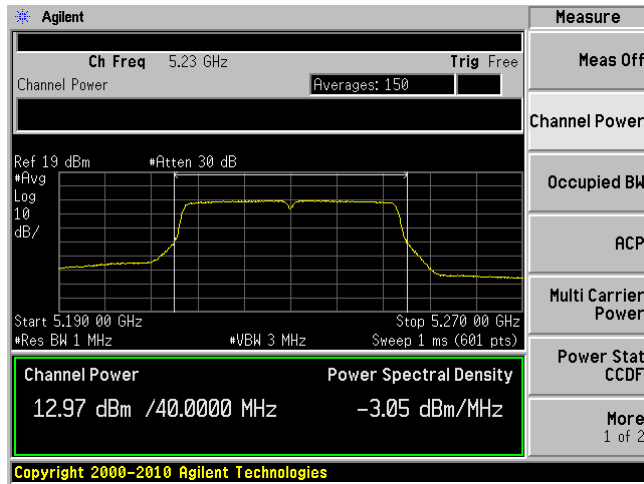 Agilent
Measure
Ch Freq 5.23 GHz Trig Free
Channel Power Averages: 150
Ref 19 dBm #Atten 30 dB
#Avg
Log
10
dB/
Start 5.190 00 GHz Stop 5.270 00 GHz
#Res BW 1 MHz #VBW 3 MHz Sweep 1 ms (601 pts)
Channel Power Power Spectral Density
12.97 dBm /40.0000 MHz -3.05 dBm/MHz
Copyright 2000-2010 Agilent Technologies
Meas Off
Channel Power
Occupied BW
ACP
Multi Carrier
Power
Power Stat
CCDF
More
1 of 2